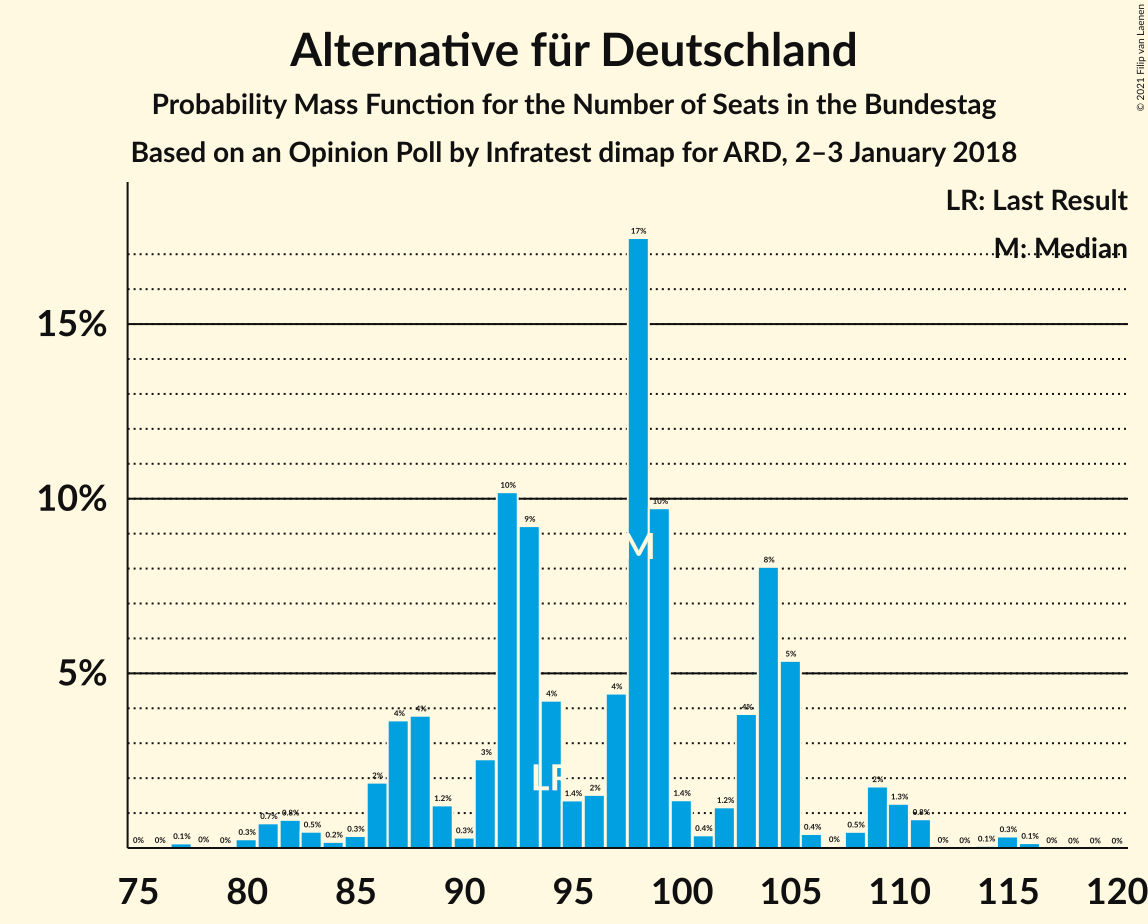 Alternative für Deutschland
Probability Mass Function for the Number of Seats in the Bundestag
Based on an Opinion Poll by Infratest dimap for ARD, 2–3 January 2018
© 2021 Filip van Laenen
LR: Last Result
M: Median
15%
10%
5%
0% 0% 0.1% 0% 0% 0.3% 0.7% 0.8% 0.5% 0.2% 0.3% 2% 4% 4% 1.2% 0.3% 3% 10% 9% 4% 1.4% 2% 4% 17% 10% 1.4% 0.4% 1.2% 4% 8% 5% 0.4% 0% 0.5% 2% 1.3% 0.8% 0% 0% 0.1% 0.3% 0.1% 0% 0% 0% 0%
M
LR
75 80 85 90 95 100 105 110 115 120